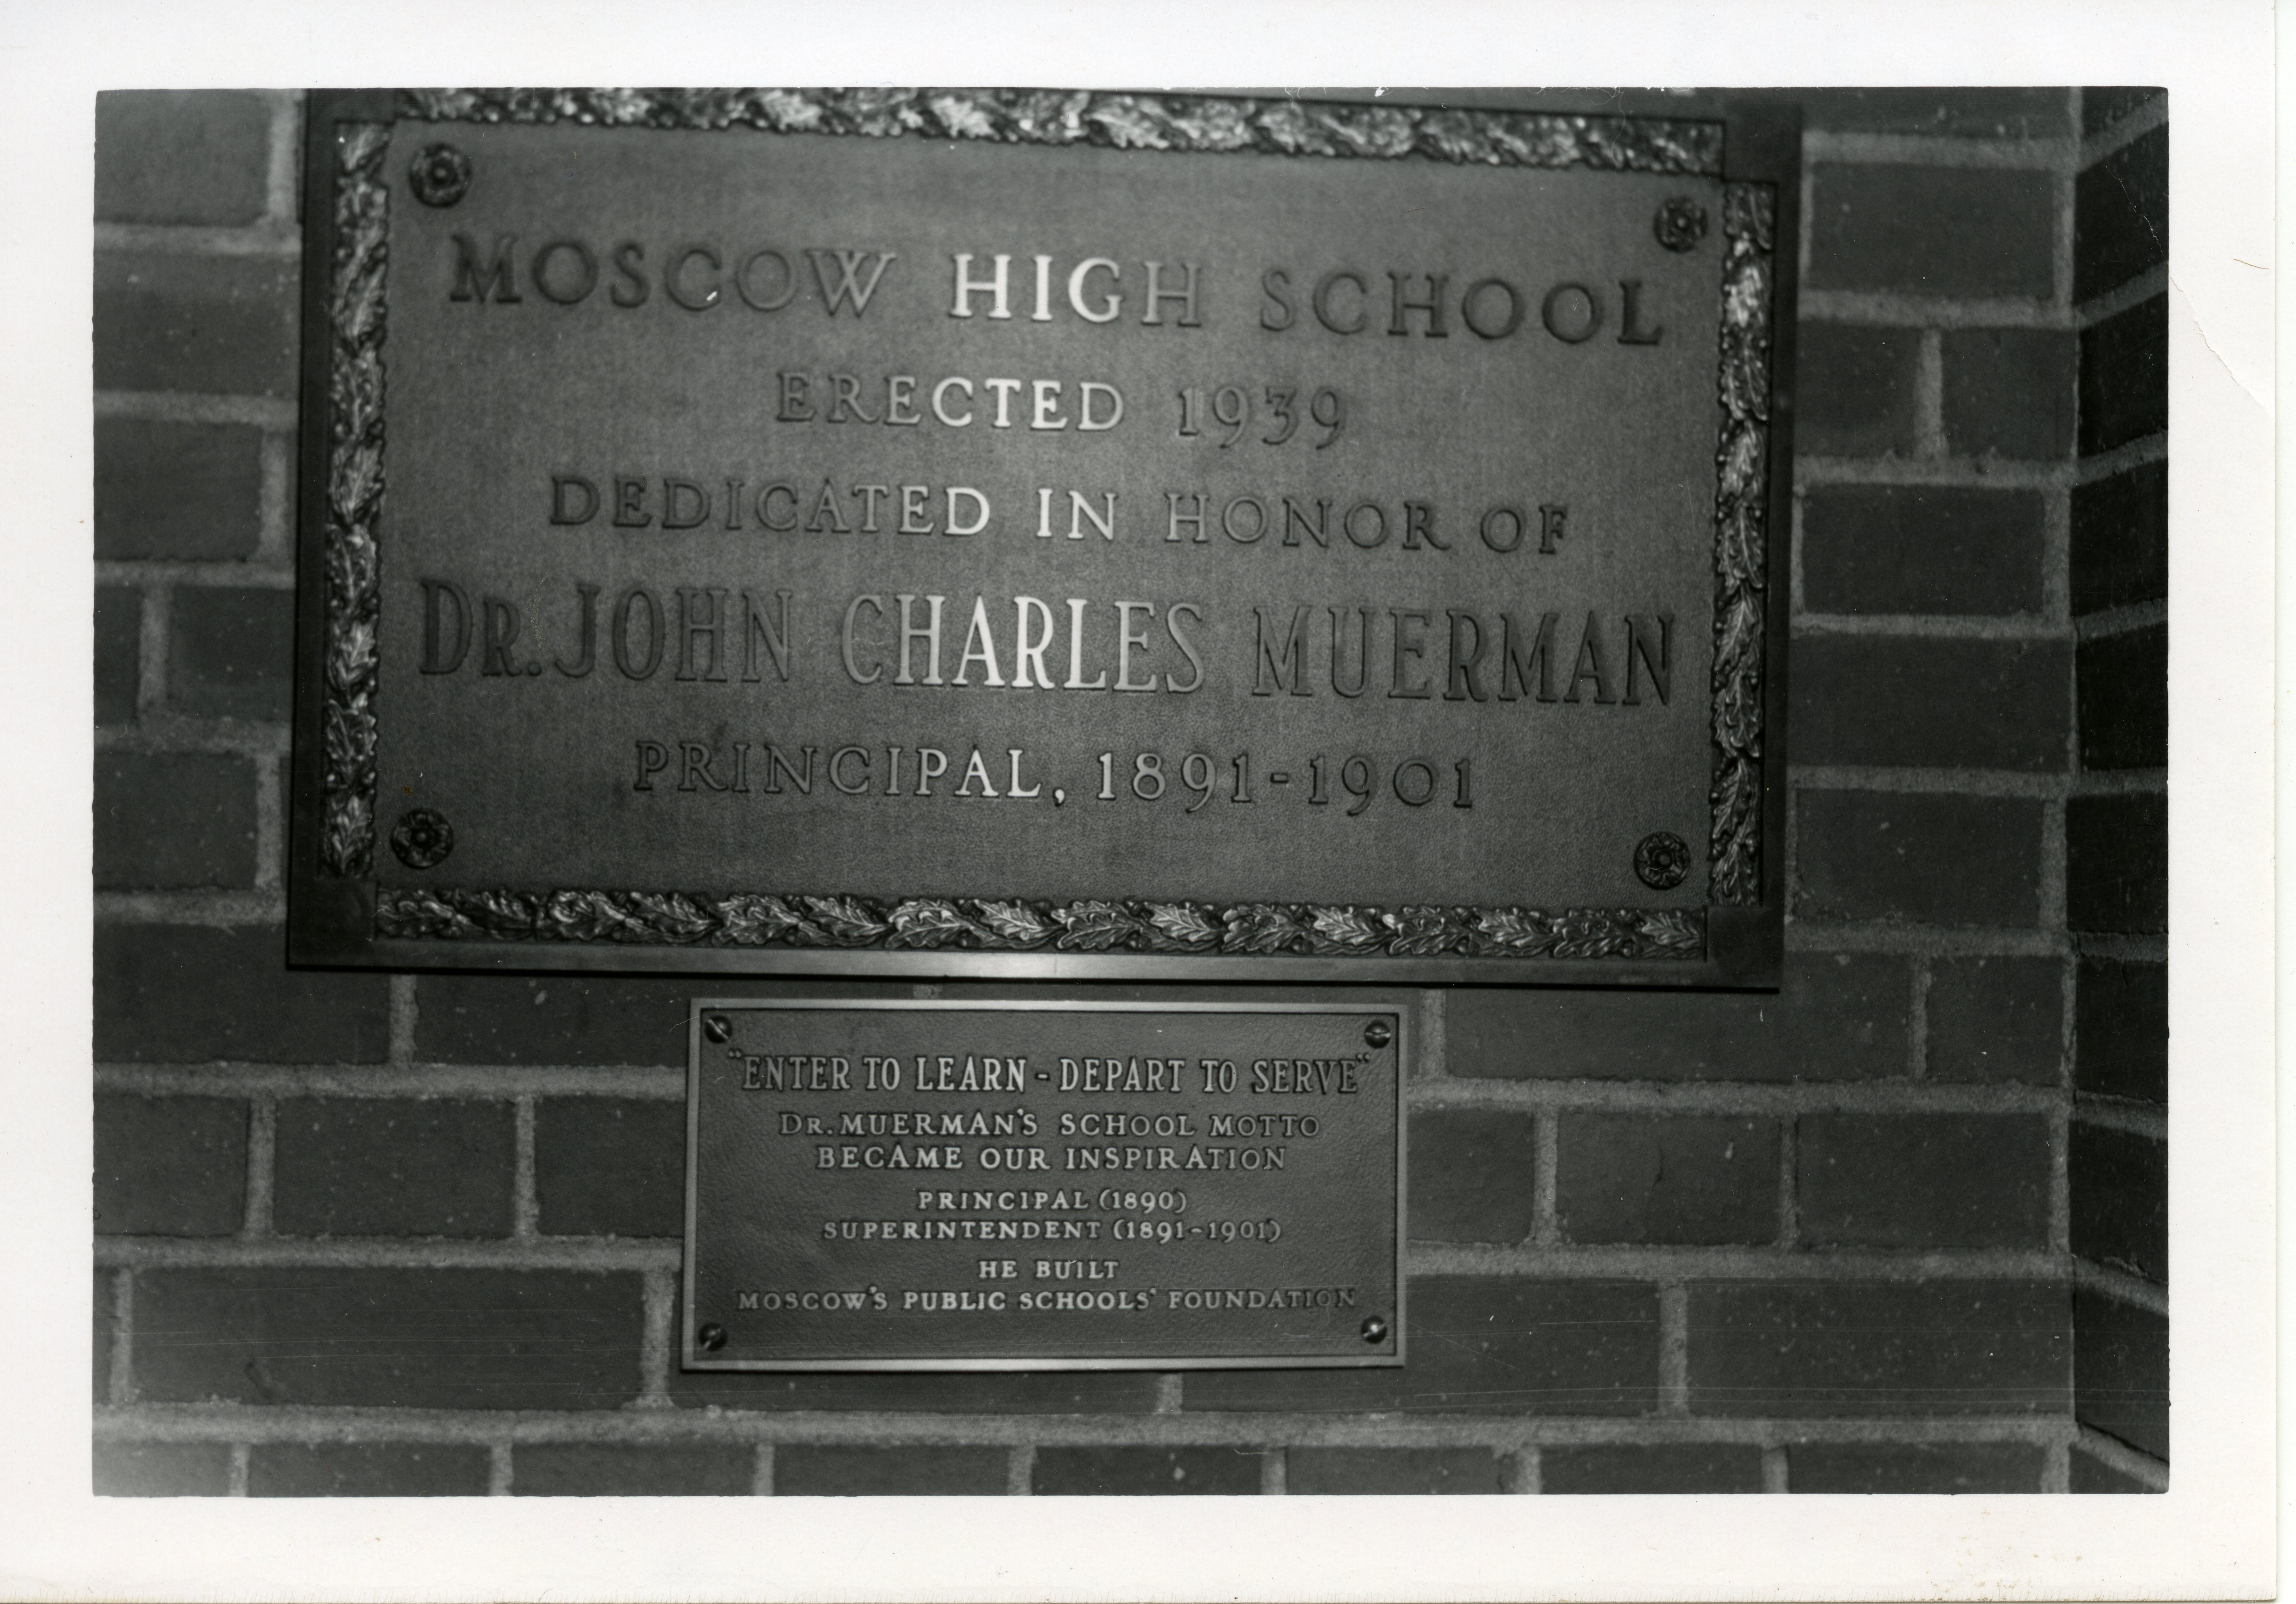 MOSCOW HIGH SCHOOL
ERECTED 1939
DEDICATED IN HONOR OF
DR. JOHN CHARLES MUERMAN
PRINCIPAL, 1891-1901
"ENTER TO LEARN - DEPART TO SERVE"
DR. MUERMAN'S SCHOOL MOTTO
BECAME OUR INSPIRATION
PRINCIPAL (1890)
SUPERINTENDENT (1891-1901)
HE BUILT
MOSCOW'S PUBLIC SCHOOLS' FOUNDATION